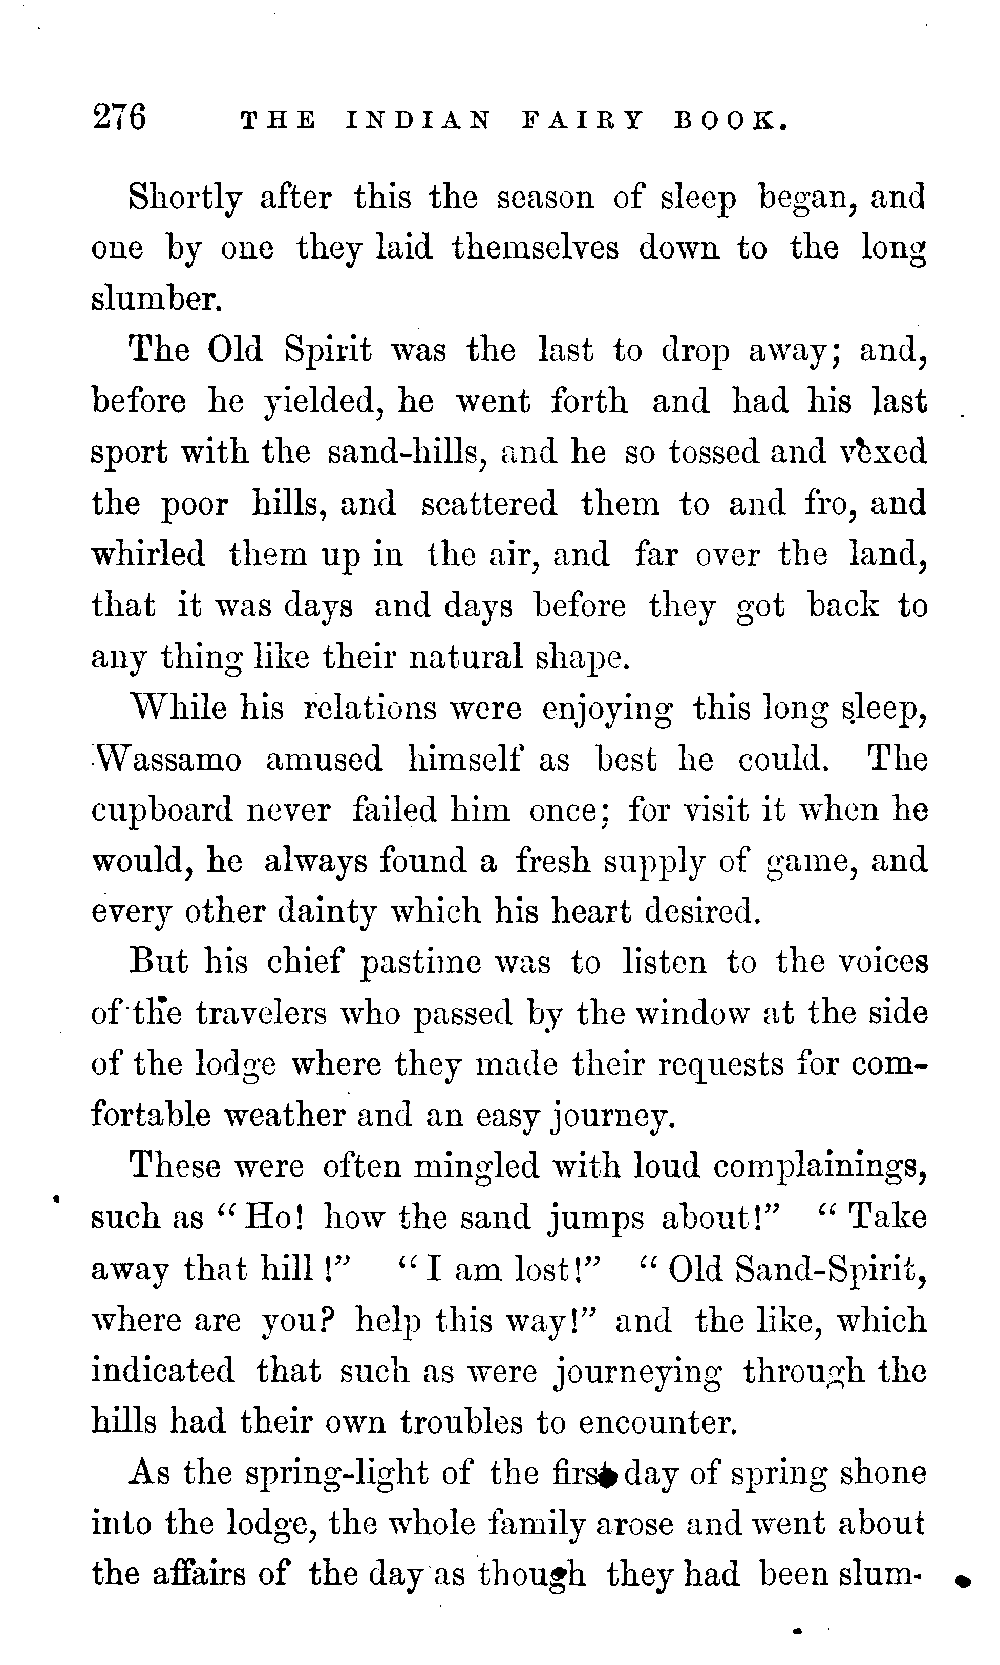 276 THE INDIAN FAIRY BOOK.
Shortly after this the season of sleep began, and
one by one they laid themselves down to the long
slumber.
The Old Spirit was the last to drop away; and,
before he yielded, he went forth and had his last
sport with the sand-hills, and he so tossed and vexed
the poor hills, and scattered them to and fro, and
whirled them up in the air, and far over the land,
that it was days and days before they got back to
any thing like their natural shape.
While his relations were enjoying this long sleep,
Wassamo amused himself as best he could. The
cupboard never failed him once; for visit it when he
would, he always found a fresh supply of game, and
every other dainty which his heart desired.
But his chief pastime was to listen to the voices
of the travelers who passed by the window at the side
of the lodge where they made their requests for com-
fortable weather and an easy journey.
These were often mingled with loud complainings,
such as “Ho! how the sand jumps about!” “Take
away that hill!” “I am lost!” “Old Sand-Spirit,
where are you? help this way!” and the like, which
indicated that such as were journeying through the
hills had their own troubles to encounter.
As the spring-light of the first day of spring shone
into the lodge, the whole family arose and went about
the affairs of the day as though they had been slum-